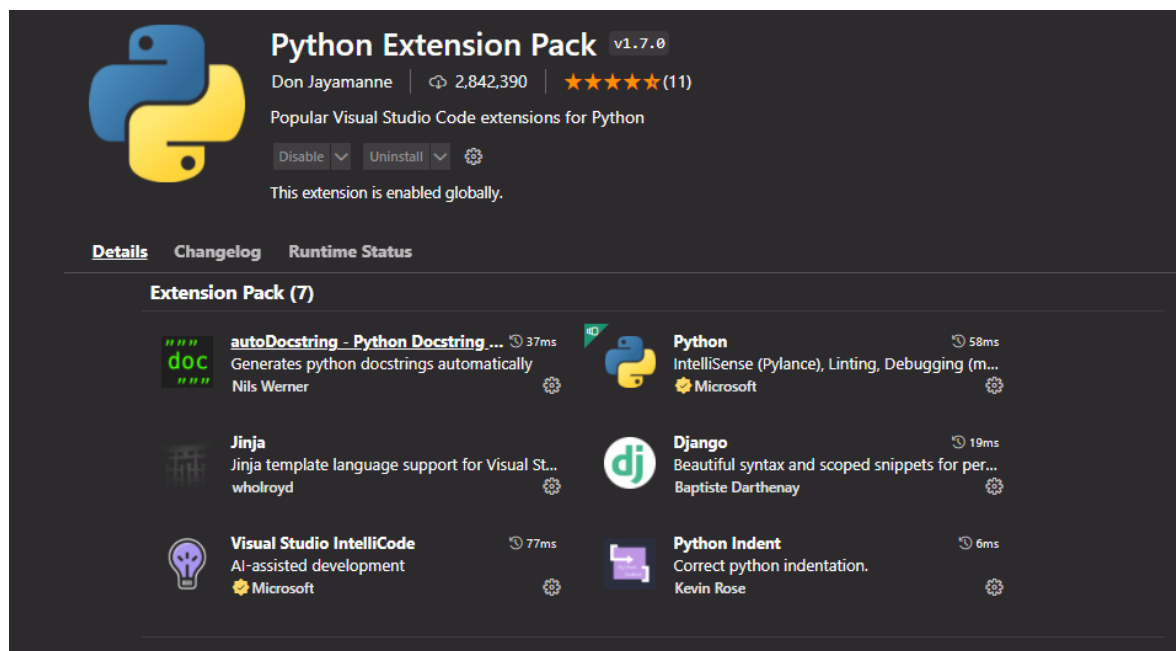 Python Extension Pack v1.7.0
Don Jayamanne 2,842,390 (11)
Popular Visual Studio Code extensions for Python
Disable Uninstall
This extension is enabled globally.
Details Changelog Runtime Status
Extension Pack (7)
autoDocstring - Python Docstring ... 37ms
Generates python docstrings automatically
Nils Werner
"""
doc
"""
Python 58ms
IntelliSense (Pylance), Linting, Debugging (m...
Microsoft
Jinja
Jinja template language support for Visual St...
wholroyd
dj
Django 19ms
Beautiful syntax and scoped snippets for per...
Baptiste Darthenay
Visual Studio IntelliCode 77ms
AI-assisted development
Microsoft
Python Indent 6ms
Correct python indentation.
Kevin Rose